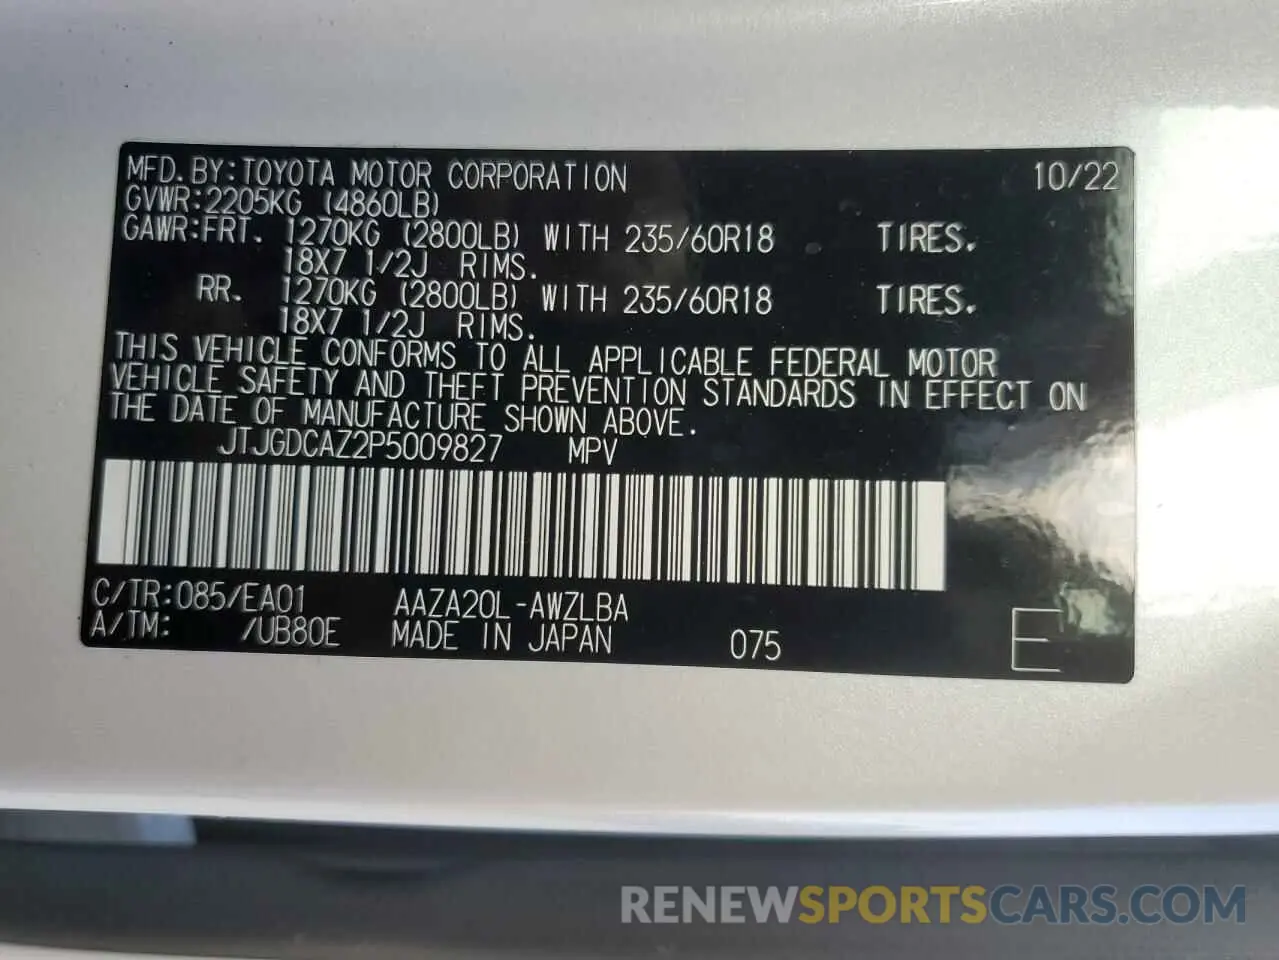 MFD. BY: TOYOTA MOTOR CORPORATION 10/22
GVWR: 2205KG (4860LB)
GAWR: FRT. 1270KG (2800LB) WITH 235/60R18 TIRES.
18X7 1/2J RIMS.
RR. 1270KG (2800LB) WITH 235/60R18 TIRES.
18X7 1/2J RIMS.
THIS VEHICLE CONFORMS TO ALL APPLICABLE FEDERAL MOTOR
VEHICLE SAFETY AND THEFT PREVENTION STANDARDS IN EFFECT ON
THE DATE OF MANUFACTURE SHOWN ABOVE.
JTJGDCAZ2P5009827 MPV
C/TR: 085/EA01 AAZA20L-AWZLBA
A/TM: /UB80E MADE IN JAPAN 075 E
RENEWSPORTSCARS.COM